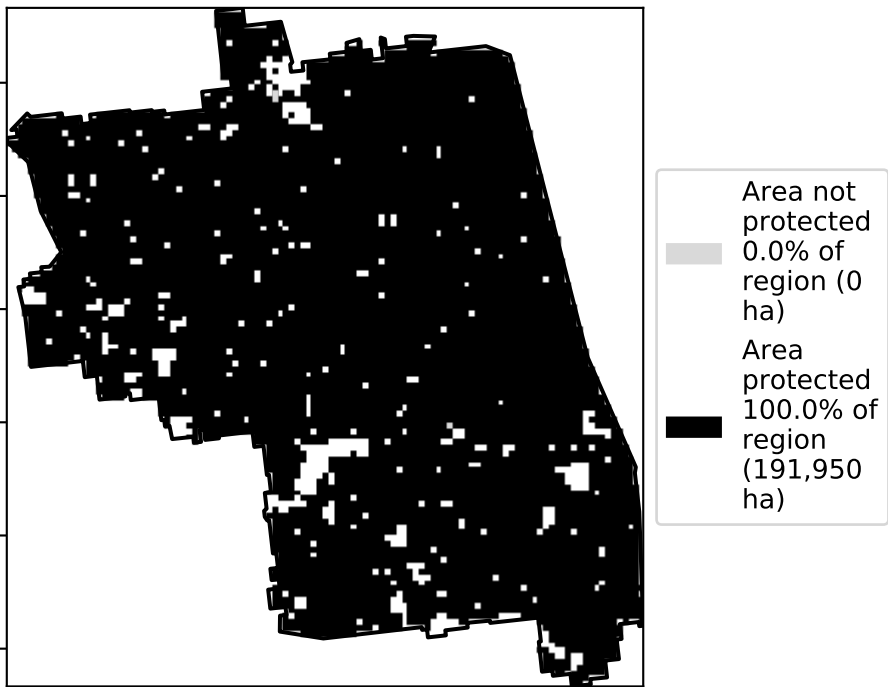 Area not
protected
0.0% of
region (0
ha)
Area
protected
100.0% of
region
(191,950
ha)